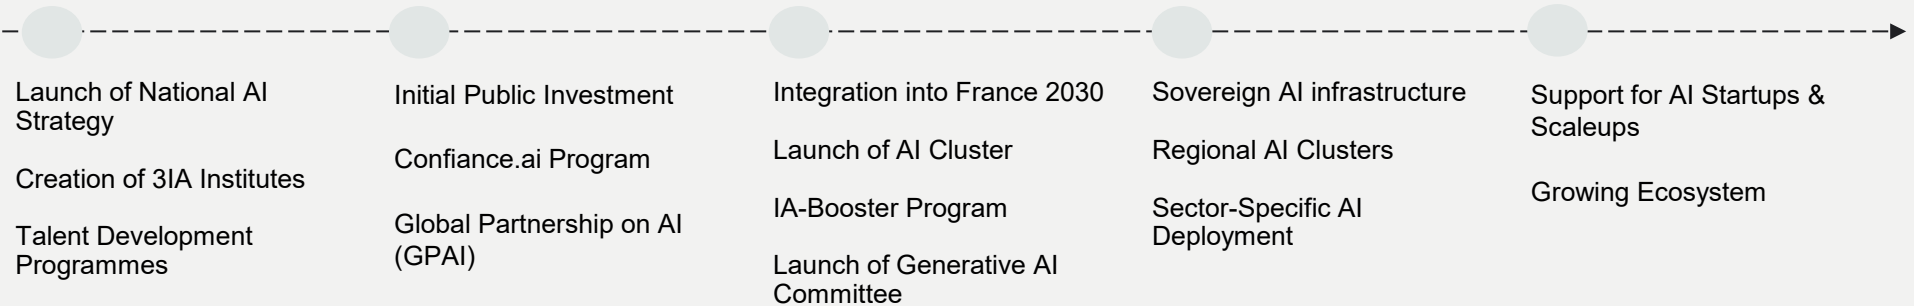 Launch of National AI
Strategy
Creation of 3IA Institutes
Talent Development
Programmes
Initial Public Investment
Confiance.ai Program
Global Partnership on AI
(GPAI)
Integration into France 2030
Launch of AI Cluster
IA-Booster Program
Launch of Generative AI
Committee
Sovereign AI infrastructure
Regional AI Clusters
Sector-Specific AI
Deployment
Support for AI Startups &
Scaleups
Growing Ecosystem